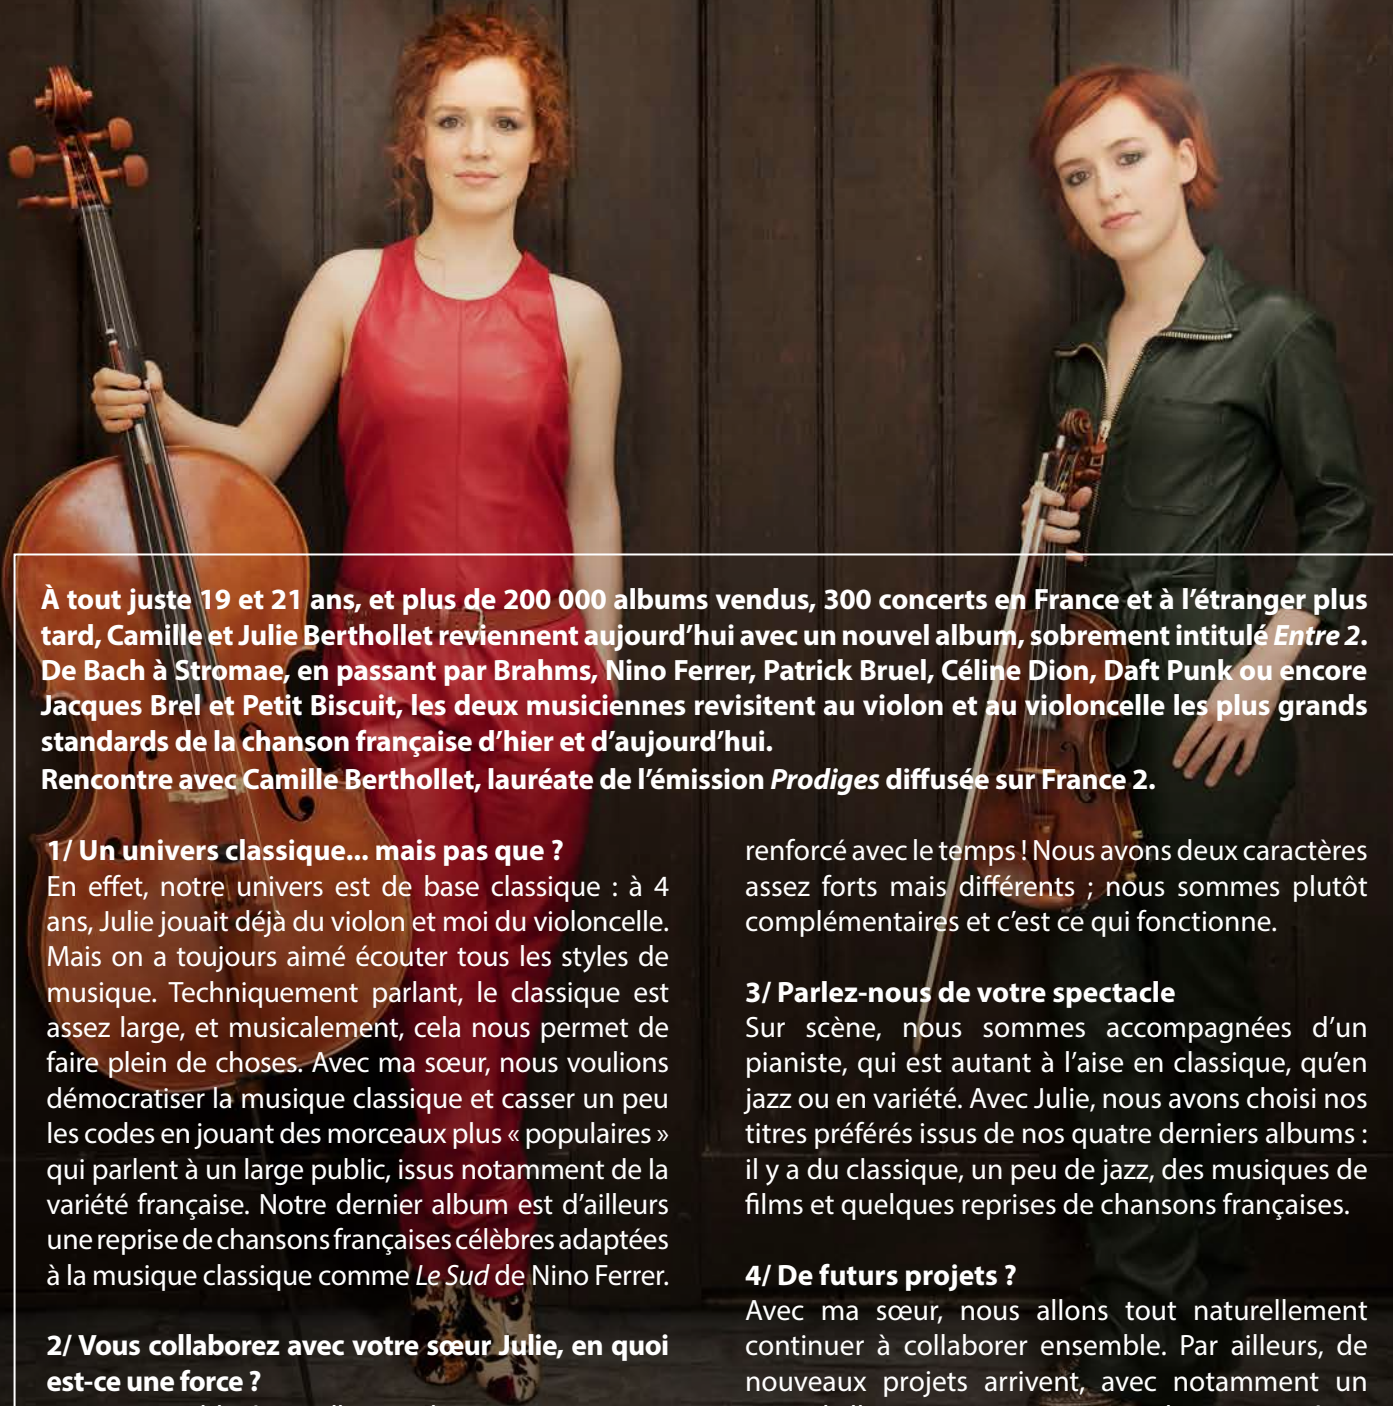 À tout juste 19 et 21 ans, et plus de 200 000 albums vendus, 300 concerts en France et à l’étranger plus
tard, Camille et Julie Berthollet reviennent aujourd’hui avec un nouvel album, sobrement intitulé Entre 2.
De Bach à Stromae, en passant par Brahms, Nino Ferrer, Patrick Bruel, Céline Dion, Daft Punk ou encore
Jacques Brel et Petit Biscuit, les deux musiciennes revisitent au violon et au violoncelle les plus grands
standards de la chanson française d’hier et d’aujourd’hui.
Rencontre avec Camille Berthollet, lauréate de l’émission Prodiges diffusée sur France 2.
1/ Un univers classique... mais pas que ?
En effet, notre univers est de base classique : à 4
ans, Julie jouait déjà du violon et moi du violoncelle.
Mais on a toujours aimé écouter tous les styles de
musique. Techniquement parlant, le classique est
assez large, et musicalement, cela nous permet de
faire plein de choses. Avec ma sœur, nous voulions
démocratiser la musique classique et casser un peu
les codes en jouant des morceaux plus « populaires »
qui parlent à un large public, issus notamment de la
variété française. Notre dernier album est d’ailleurs
une reprise de chansons françaises célèbres adaptées
à la musique classique comme Le Sud de Nino Ferrer.
2/ Vous collaborez avec votre sœur Julie, en quoi
est-ce une force ?
renforcé avec le temps ! Nous avons deux caractères
assez forts mais différents ; nous sommes plutôt
complémentaires et c’est ce qui fonctionne.
3/ Parlez-nous de votre spectacle
Sur scène, nous sommes accompagnées d’un
pianiste, qui est autant à l’aise en classique, qu’en
jazz ou en variété. Avec Julie, nous avons choisi nos
titres préférés issus de nos quatre derniers albums :
il y a du classique, un peu de jazz, des musiques de
films et quelques reprises de chansons françaises.
4/ De futurs projets ?
Avec ma sœur, nous allons tout naturellement
continuer à collaborer ensemble. Par ailleurs, de
nouveaux projets arrivent, avec notamment un